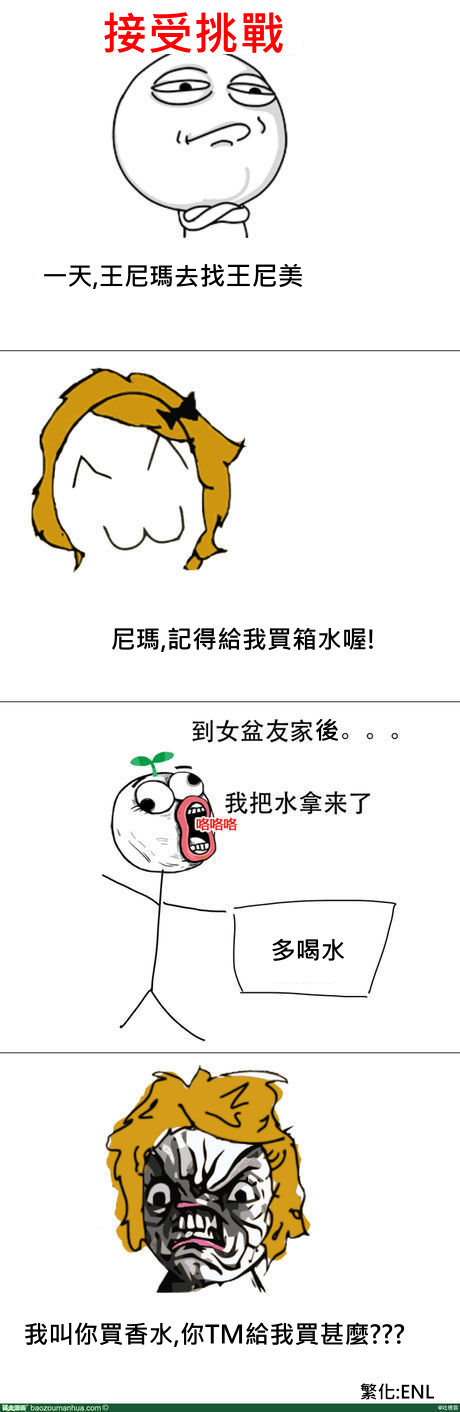 接受挑戰
一天,王尼瑪去找王尼美
尼瑪,記得給我買箱水喔!
到女盆友家後。。。
我把水拿来了
咯咯咯
多喝水
我叫你買香水,你TM給我買甚麼???
繁化:ENL
baozoumanhua.com ©